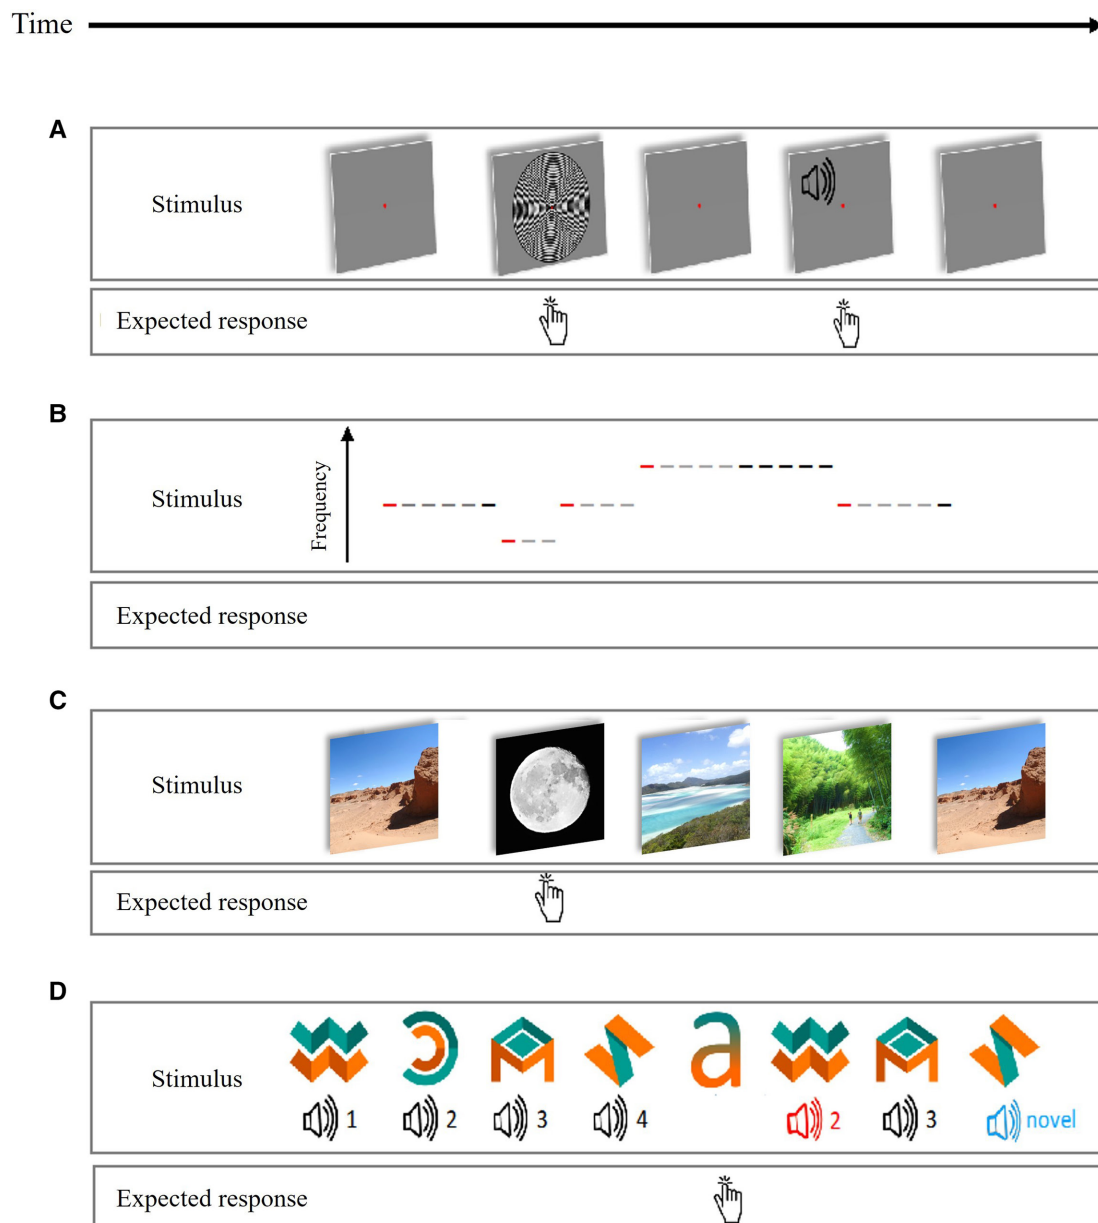 Time
A
Stimulus
Expected response
B
Stimulus
Frequency
Expected response
C
Stimulus
Expected response
D
Stimulus
a
1 2 3 4 2 3 novel
Expected response